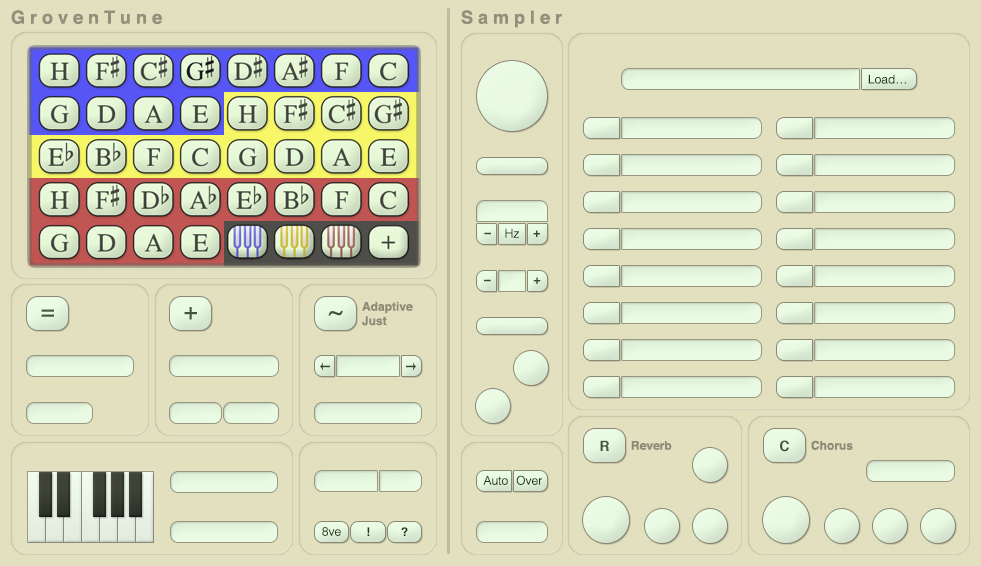 GrovenTune
Sampler
H F♯ C♯ G♯ D♯ A♯ F C
G D A E H F♯ C♯ G♯
E♭ B♭ F C G D A E
H F♯ D♭ A♭ E♭ B♭ F C
G D A E +
= + ~ Adaptive
Just
← →
8ve ! ?
Load...
− Hz +
− +
Auto Over
R Reverb
C Chorus